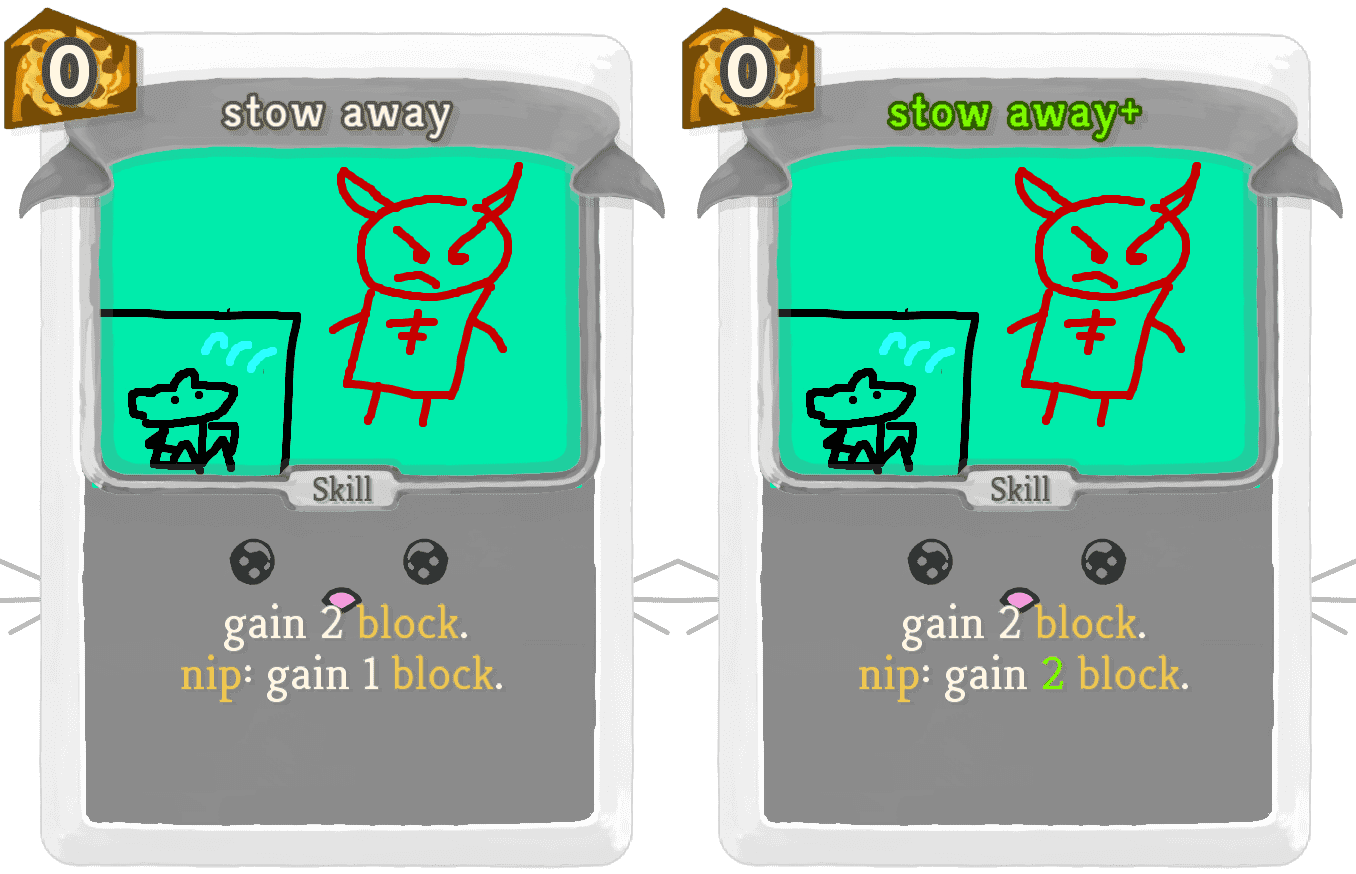 0
stow away
Skill
gain 2 block.
nip: gain 1 block.
0
stow away+
Skill
gain 2 block.
nip: gain 2 block.